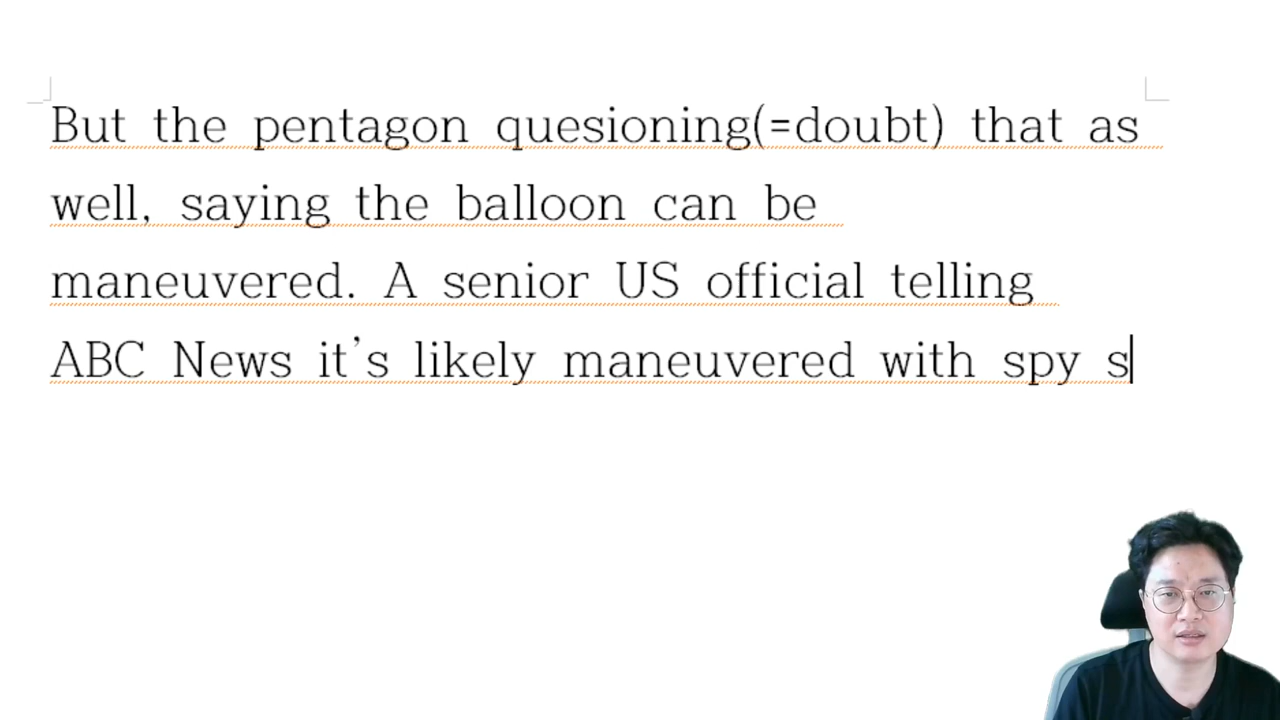 But the pentagon quesioning(=doubt) that as
well, saying the balloon can be
maneuvered. A senior US official telling
ABC News it's likely maneuvered with spy s